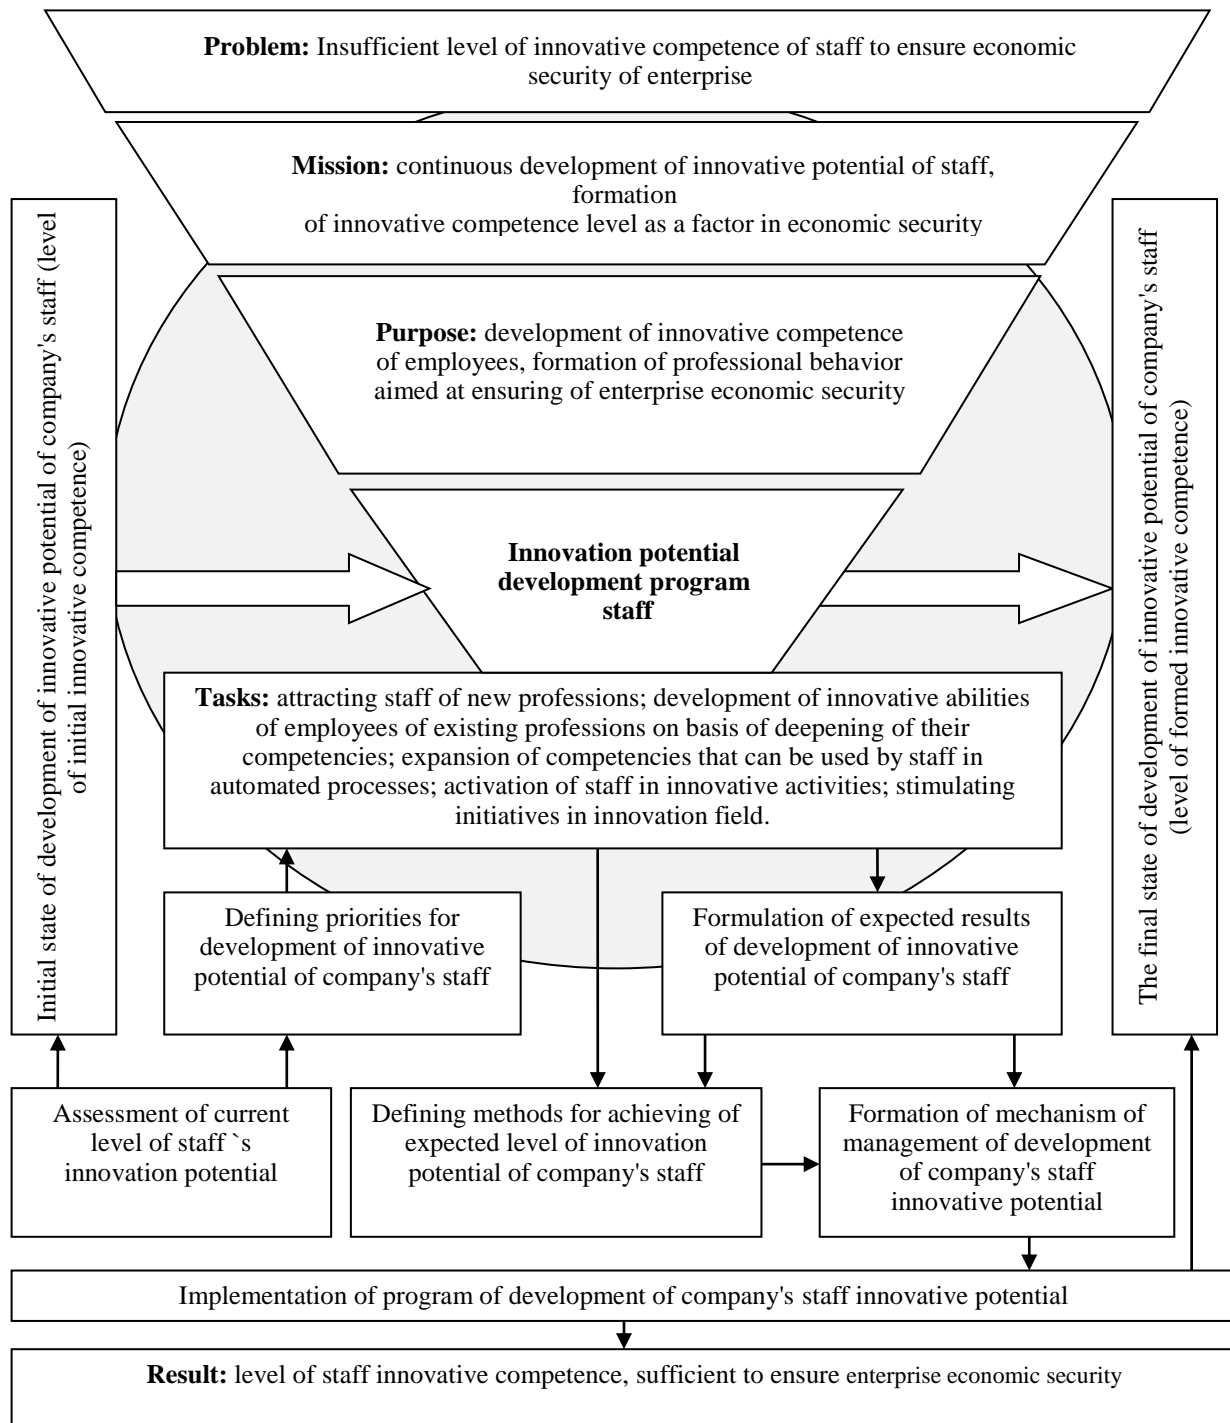 Problem: Insufficient level of innovative competence of staff to ensure economic
security of enterprise
Mission: continuous development of innovative potential of staff,
formation
of innovative competence level as a factor in economic security
Purpose: development of innovative competence
of employees, formation of professional behavior
aimed at ensuring of enterprise economic security
Initial state of development of innovative potential of company's staff (level
of initial innovative competence)
Innovation potential
development program
staff
The final state of development of innovative potential of company's staff
(level of formed innovative competence)
Tasks: attracting staff of new professions; development of innovative abilities
of employees of existing professions on basis of deepening of their
competencies; expansion of competencies that can be used by staff in
automated processes; activation of staff in innovative activities; stimulating
initiatives in innovation field.
Defining priorities for
development of innovative
potential of company's staff
Formulation of expected results
of development of innovative
potential of company's staff
Assessment of current
level of staff `s
innovation potential
Defining methods for achieving of
expected level of innovation
potential of company's staff
Formation of mechanism of
management of development
of company's staff
innovative potential
Implementation of program of development of company's staff innovative potential
Result: level of staff innovative competence, sufficient to ensure enterprise economic security